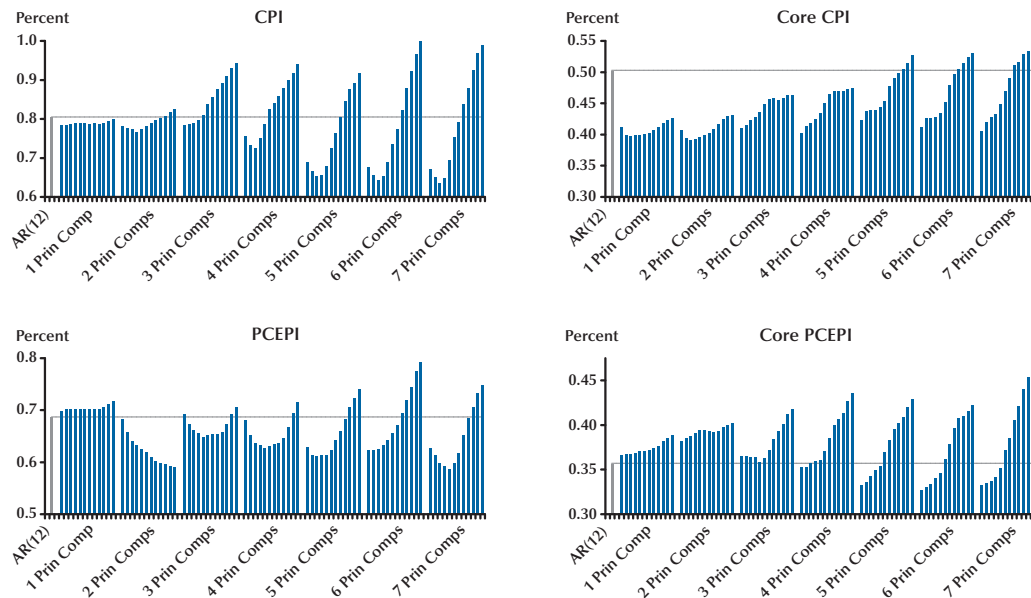 CPI
Percent
1.0
0.9
0.8
0.7
0.6
AR(12)
1 Prin Comp
2 Prin Comps
3 Prin Comps
4 Prin Comps
5 Prin Comps
6 Prin Comps
7 Prin Comps
Core CPI
Percent
0.55
0.50
0.45
0.40
0.35
0.30
AR(12)
1 Prin Comp
2 Prin Comps
3 Prin Comps
4 Prin Comps
5 Prin Comps
6 Prin Comps
7 Prin Comps
PCEPI
Percent
0.8
0.7
0.6
0.5
AR(12)
1 Prin Comp
2 Prin Comps
3 Prin Comps
4 Prin Comps
5 Prin Comps
6 Prin Comps
7 Prin Comps
Core PCEPI
Percent
0.45
0.40
0.35
0.30
AR(12)
1 Prin Comp
2 Prin Comps
3 Prin Comps
4 Prin Comps
5 Prin Comps
6 Prin Comps
7 Prin Comps